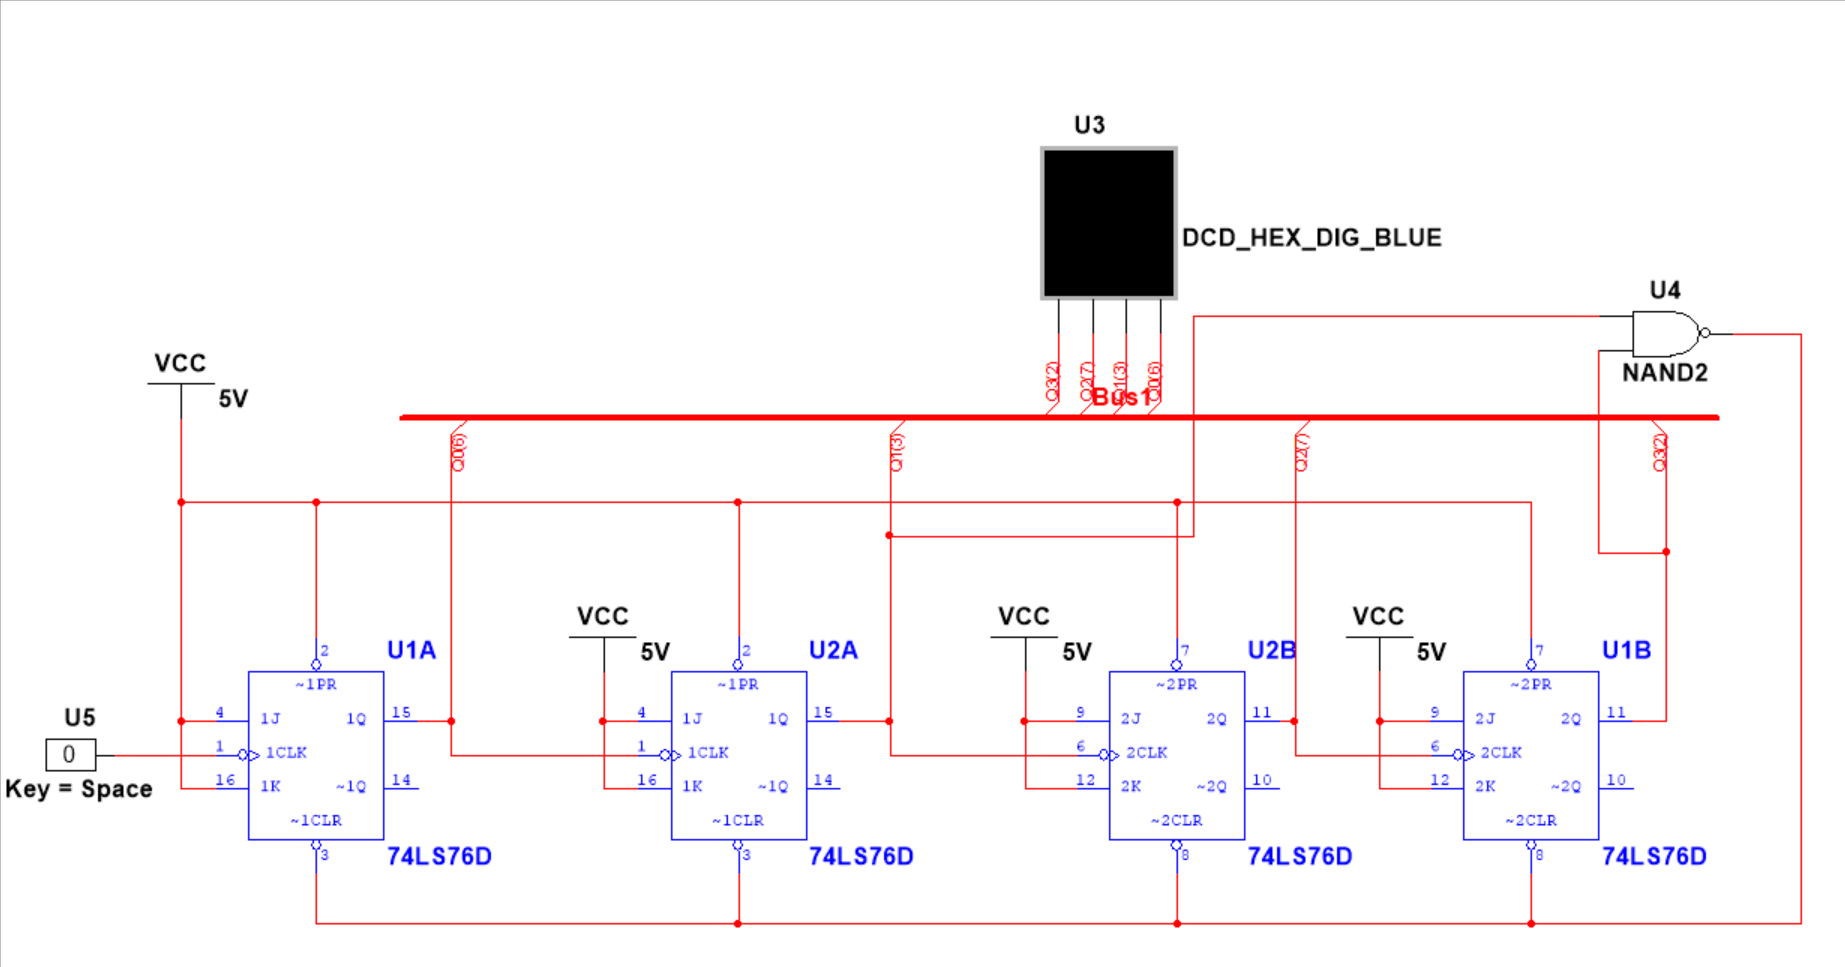 U3
DCD_HEX_DIG_BLUE
U4
NAND2
VCC
5V
Q3(2)
Q2(7)
Q1(3)
Q0(6)
Bus1
Q0(6)
Q1(3)
Q2(7)
Q3(2)
VCC
5V
VCC
5V
VCC
5V
U5
0
Key = Space
2
U1A
~1PR
4
1J
1Q
15
1
1CLK
16
1K
~1Q
14
~1CLR
3
74LS76D
2
U2A
~1PR
4
1J
1Q
15
1
1CLK
16
1K
~1Q
14
~1CLR
3
74LS76D
7
U2B
~2PR
9
2J
2Q
11
6
2CLK
12
2K
~2Q
10
~2CLR
8
74LS76D
7
U1B
~2PR
9
2J
2Q
11
6
2CLK
12
2K
~2Q
10
~2CLR
8
74LS76D